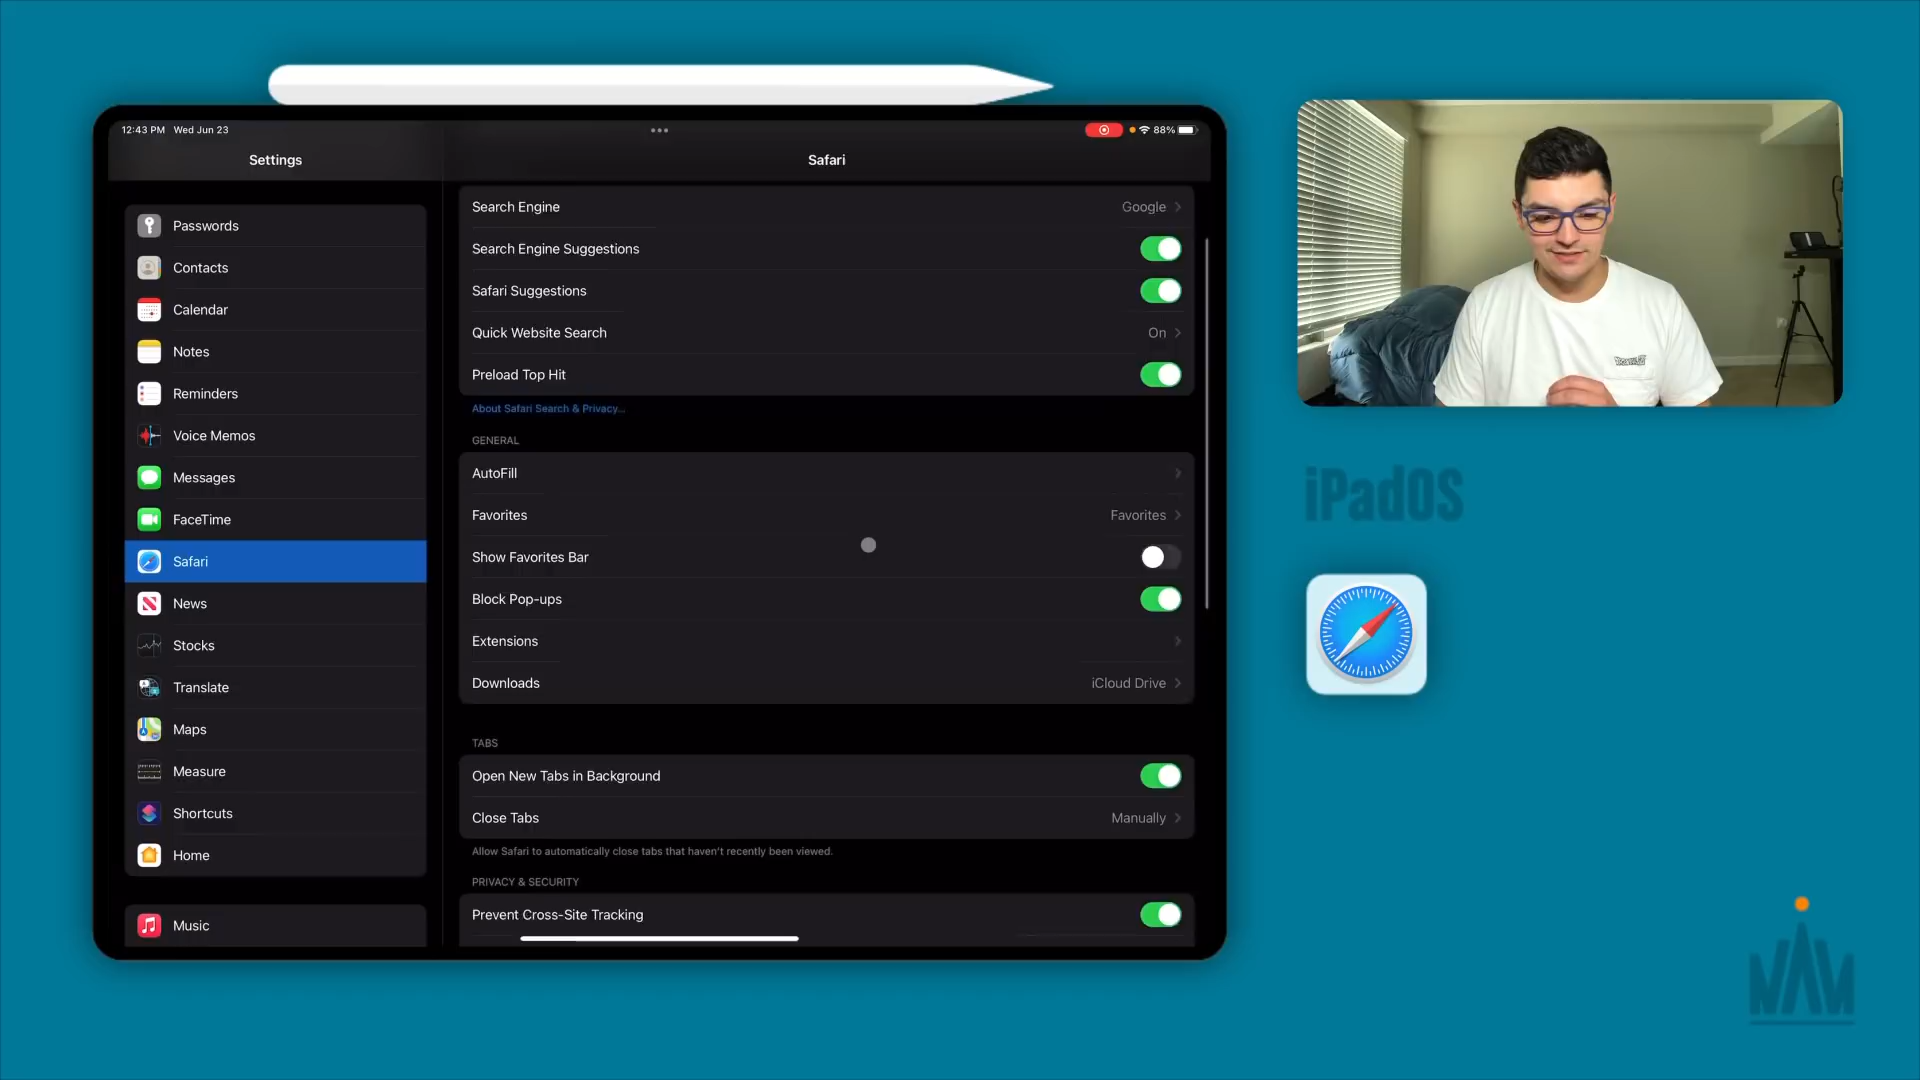 12:43 PM Wed Jun 23
88%
Settings
Safari
Passwords
Contacts
Calendar
Notes
Reminders
Voice Memos
Messages
FaceTime
Safari
News
Stocks
Translate
Maps
Measure
Shortcuts
Home
Music
Search Engine Google
Search Engine Suggestions
Safari Suggestions
Quick Website Search On
Preload Top Hit
About Safari Search & Privacy...
GENERAL
AutoFill
Favorites Favorites
Show Favorites Bar
Block Pop-ups
Extensions
Downloads iCloud Drive
TABS
Open New Tabs in Background
Close Tabs Manually
Allow Safari to automatically close tabs that haven't recently been viewed.
PRIVACY & SECURITY
Prevent Cross-Site Tracking
iPadOS